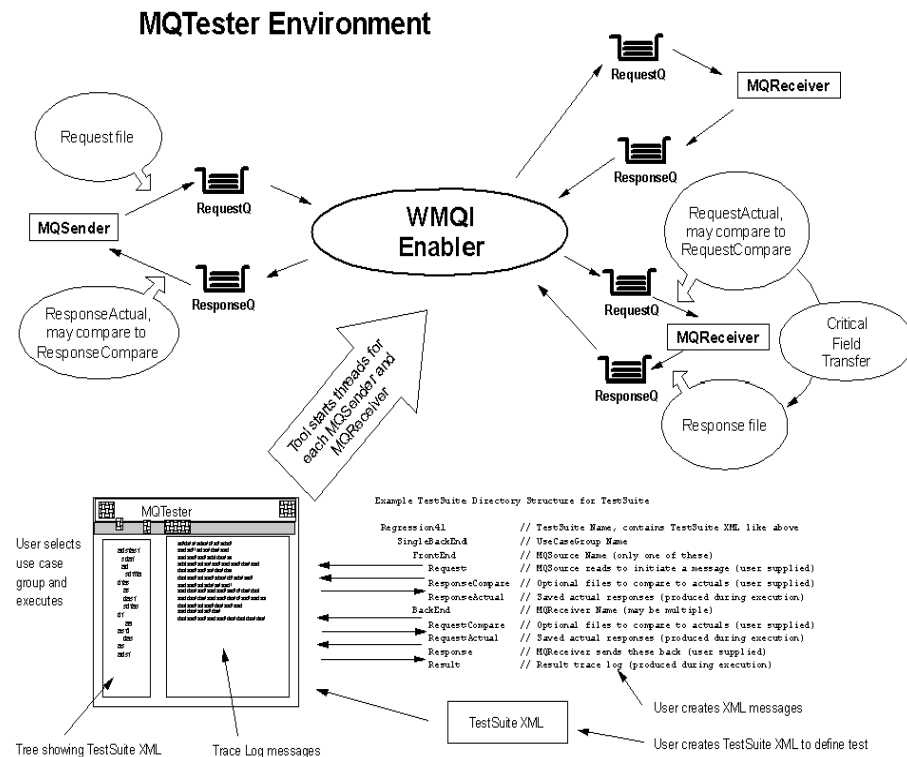 MQTester Environment
Request file
RequestQ
MQSender
ResponseQ
ResponseActual,
may compare to
ResponseCompare
WMQI
Enabler
RequestQ
MQReceiver
ResponseQ
RequestActual,
may compare to
RequestCompare
RequestQ
MQReceiver
ResponseQ
Critical
Field
Transfer
Response file
Tool starts threads for
each MQSender and
MQReceiver
MQTester
User selects
use case
group and
executes
Tree showing TestSuite XML
Trace Log messages
Example TestSuite Directory Structure for TestSuite
Regression41 // TestSuite Name, contains TestSuite XML like above
SingleBackEnd // UseCaseGroup Name
FrontEnd // MQSource Name (only one of these)
Request // MQSource reads to initiate a message (user supplied)
ResponseCompare // Optional files to compare to actuals (user supplied)
ResponseActual // Saved actual responses (produced during execution)
BackEnd // MQReceiver Name (may be multiple)
RequestCompare // Optional files to compare to actuals (user supplied)
RequestActual // Saved actual responses (produced during execution)
Response // MQReceiver sends these back (user supplied)
Result // Result trace log (produced during execution)
User creates XML messages
TestSuite XML
User creates TestSuite XML to define test